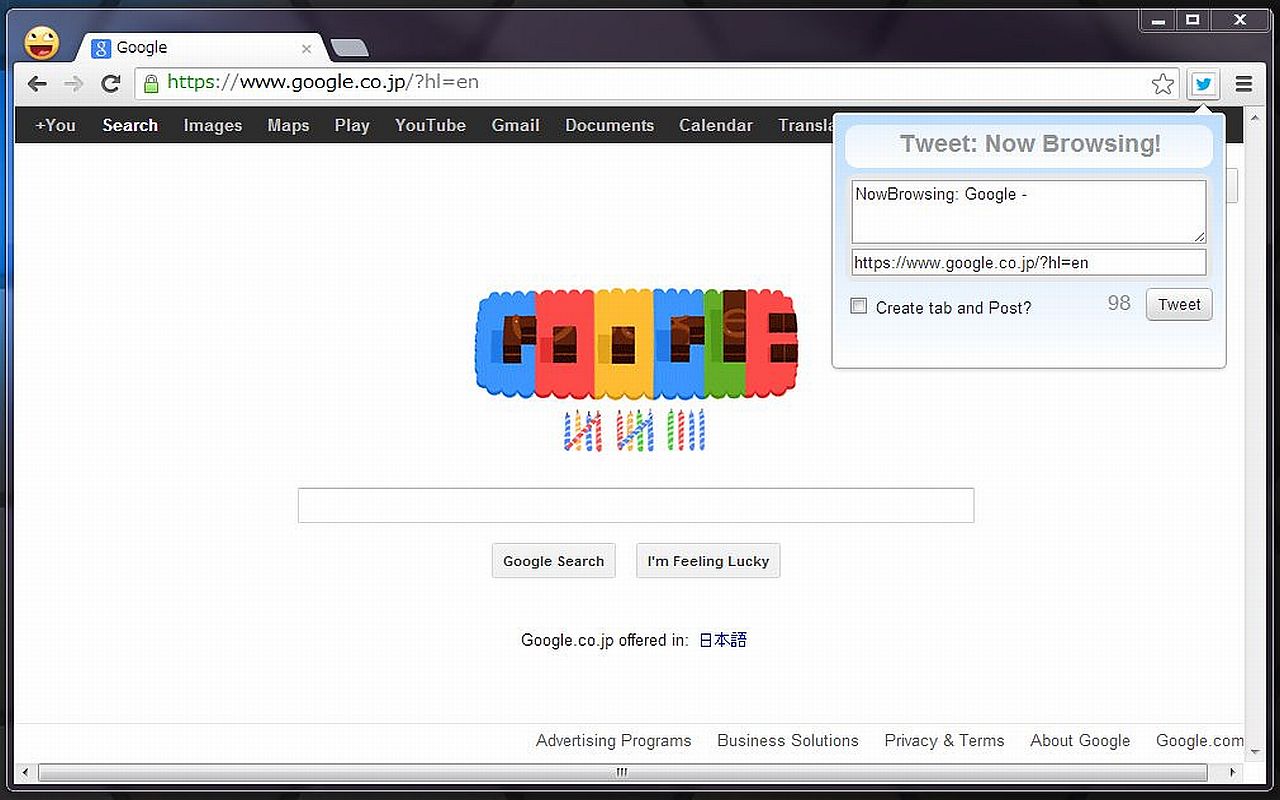 Google
https://www.google.co.jp/?hl=en
+You Search Images Maps Play YouTube Gmail Documents Calendar Transla
Tweet: Now Browsing!
NowBrowsing: Google -
https://www.google.co.jp/?hl=en
Create tab and Post? 98 Tweet
GOOGLE
Google Search I'm Feeling Lucky
Google.co.jp offered in: 日本語
Advertising Programs Business Solutions Privacy & Terms About Google Google.com